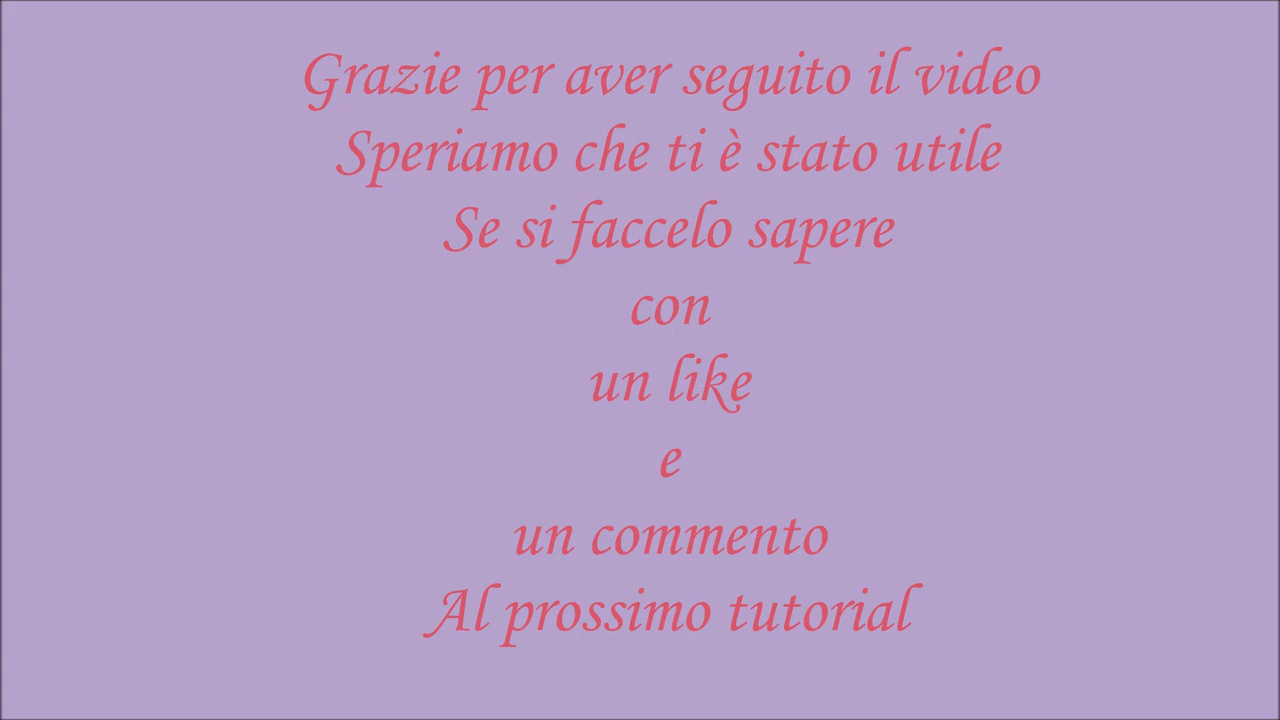 Grazie per aver seguito il video
Speriamo che ti è stato utile
Se si faccelo sapere
con
un like
e
un commento
Al prossimo tutorial